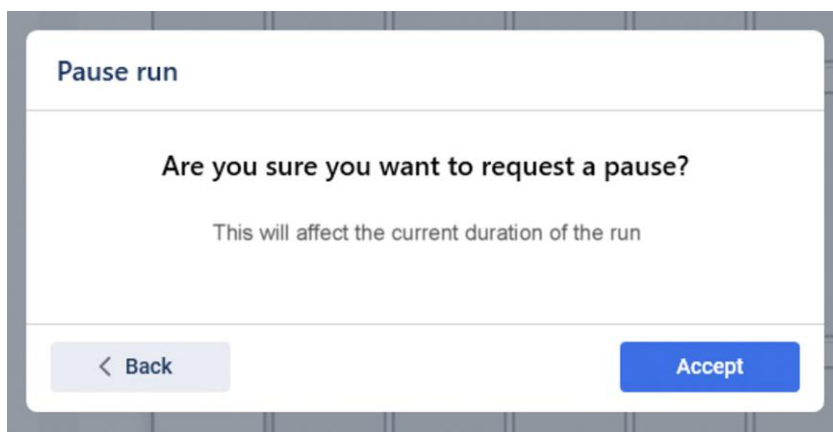 Pause run
Are you sure you want to request a pause?
This will affect the current duration of the run
Back
Accept